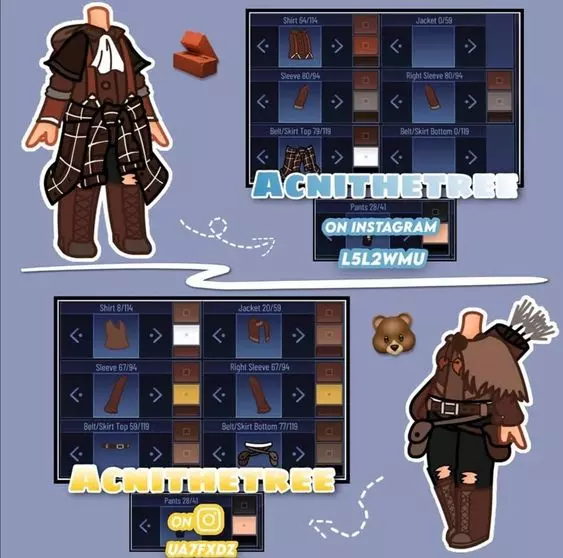 Shirt 64/114
Jacket 0/59
Sleeve 80/94
Right Sleeve 80/94
Belt/Skirt Top 79/119
Belt/Skirt Bottom 0/119
ACNITHETREE
Pants 28/41
ON INSTAGRAM
L5L2WMU
Shirt 8/114
Jacket 20/59
Sleeve 67/94
Right Sleeve 67/94
Belt/Skirt Top 59/119
Belt/Skirt Bottom 77/119
ACNITHETREE
Pants 28/41
ON
UA7FXDZ